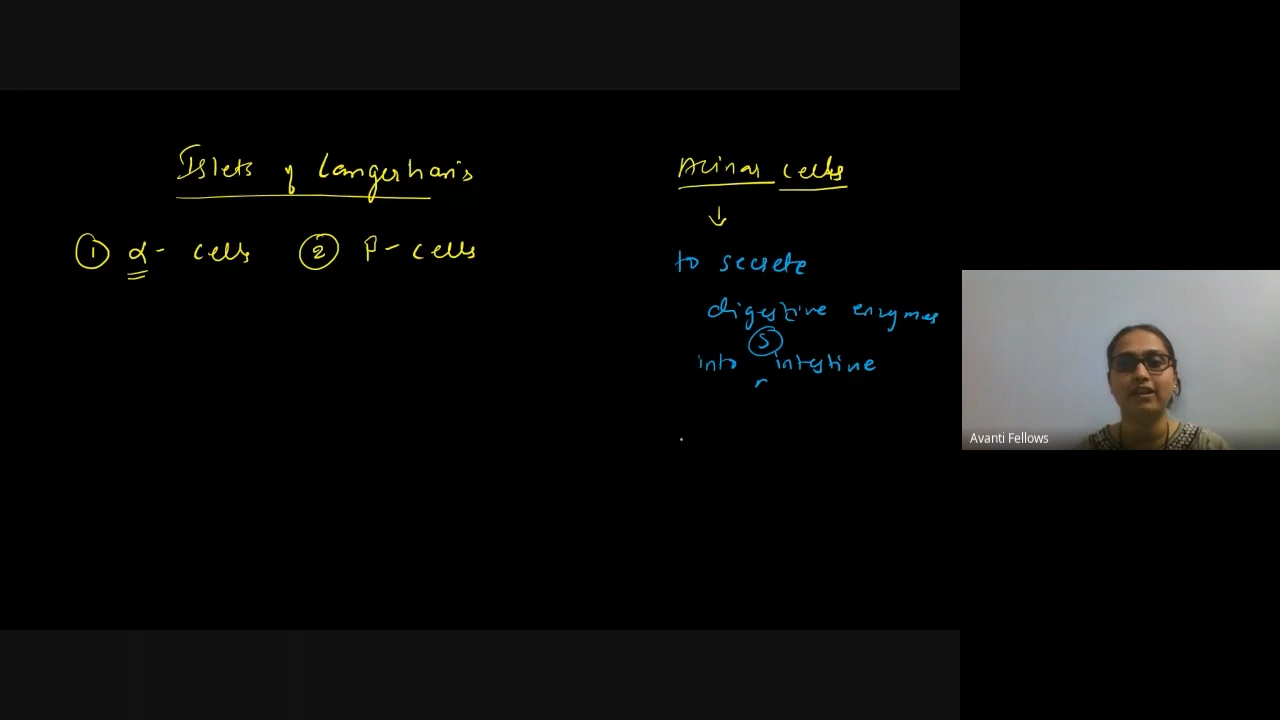 Islets of Langerhans
① α- cells ② β- cells
Acinar cells
↓
to secrete
digestive enzymes
Ⓢ
into intestine
Avanti Fellows